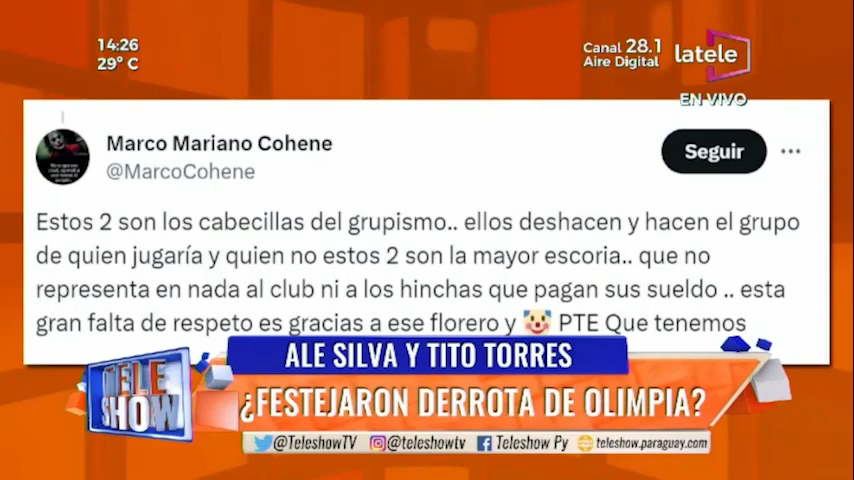 14:26
29° C
Canal 28.1
Aire Digital
latele
EN VIVO
Marco Mariano Cohene
@MarcoCohene
Seguir
Estos 2 son los cabecillas del grupismo.. ellos deshacen y hacen el grupo
de quien jugaría y quien no estos 2 son la mayor escoria.. que no
representa en nada al club ni a los hinchas que pagan sus sueldo .. esta
gran falta de respeto es gracias a ese florero y 🤡 PTE Que tenemos
TELE
SHOW
ALE SILVA Y TITO TORRES
¿FESTEJARON DERROTA DE OLIMPIA?
@TeleshowTV @teleshowtv Teleshow Py teleshow.paraguay.com